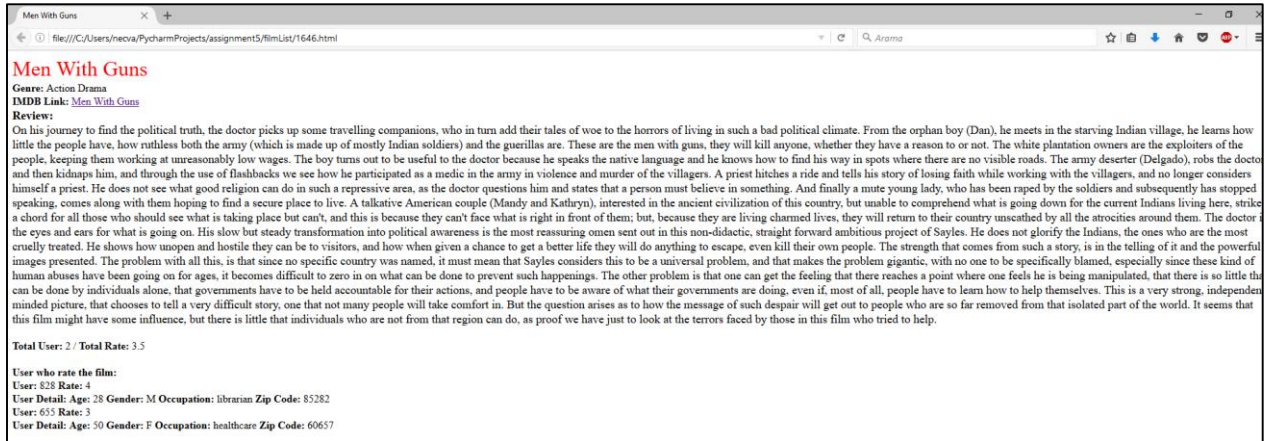 Men With Guns
file:///C:/Users/necva/PycharmProjects/assignment5/filmList/1646.html
Arama
Men With Guns
Genre: Action Drama
IMDB Link: Men With Guns
Review:
On his journey to find the political truth, the doctor picks up some travelling companions, who in turn add their tales of woe to the horrors of living in such a bad political climate. From the orphan boy (Dan), he meets in the starving Indian village, he learns how
little the people have, how ruthless both the army (which is made up of mostly Indian soldiers) and the guerillas are. These are the men with guns, they will kill anyone, whether they have a reason to or not. The white plantation owners are the exploiters of the
people, keeping them working at unreasonably low wages. The boy turns out to be useful to the doctor because he speaks the native language and he knows how to find his way in spots where there are no visible roads. The army deserter (Delgado), robs the docto
and then kidnaps him, and through the use of flashbacks we see how he participated as a medic in the army in violence and murder of the villagers. A priest hitches a ride and tells his story of losing faith while working with the villagers, and no longer considers
himself a priest. He does not see what good religion can do in such a repressive area, as the doctor questions him and states that a person must believe in something. And finally a mute young lady, who has been raped by the soldiers and subsequently has stopped
speaking, comes along with them hoping to find a secure place to live. A talkative American couple (Mandy and Kathryn), interested in the ancient civilization of this country, but unable to comprehend what is going down for the current Indians living here, strike
a chord for all those who should see what is taking place but can't, and this is because they can't face what is right in front of them; but, because they are living charmed lives, they will return to their country unscathed by all the atrocities around them. The doctor i
the eyes and ears for what is going on. His slow but steady transformation into political awareness is the most reassuring omen sent out in this non-didactic, straight forward ambitious project of Sayles. He does not glorify the Indians, the ones who are the most
cruelly treated. He shows how unopen and hostile they can be to visitors, and how when given a chance to get a better life they will do anything to escape, even kill their own people. The strength that comes from such a story, is in the telling of it and the powerful
images presented. The problem with all this, is that since no specific country was named, it must mean that Sayles considers this to be a universal problem, and that makes the problem gigantic, with no one to be specifically blamed, especially since these kind of
human abuses have been going on for ages, it becomes difficult to zero in on what can be done to prevent such happenings. The other problem is that one can get the feeling that there reaches a point where one feels he is being manipulated, that there is so little tha
can be done by individuals alone, that governments have to be held accountable for their actions, and people have to be aware of what their governments are doing, even if, most of all, people have to learn how to help themselves. This is a very strong, independen
minded picture, that chooses to tell a very difficult story, one that not many people will take comfort in. But the question arises as to how the message of such despair will get out to people who are so far removed from that isolated part of the world. It seems that
this film might have some influence, but there is little that individuals who are not from that region can do, as proof we have just to look at the terrors faced by those in this film who tried to help.
Total User: 2 / Total Rate: 3.5
User who rate the film:
User: 828 Rate: 4
User Detail: Age: 28 Gender: M Occupation: librarian Zip Code: 85282
User: 655 Rate: 3
User Detail: Age: 50 Gender: F Occupation: healthcare Zip Code: 60657